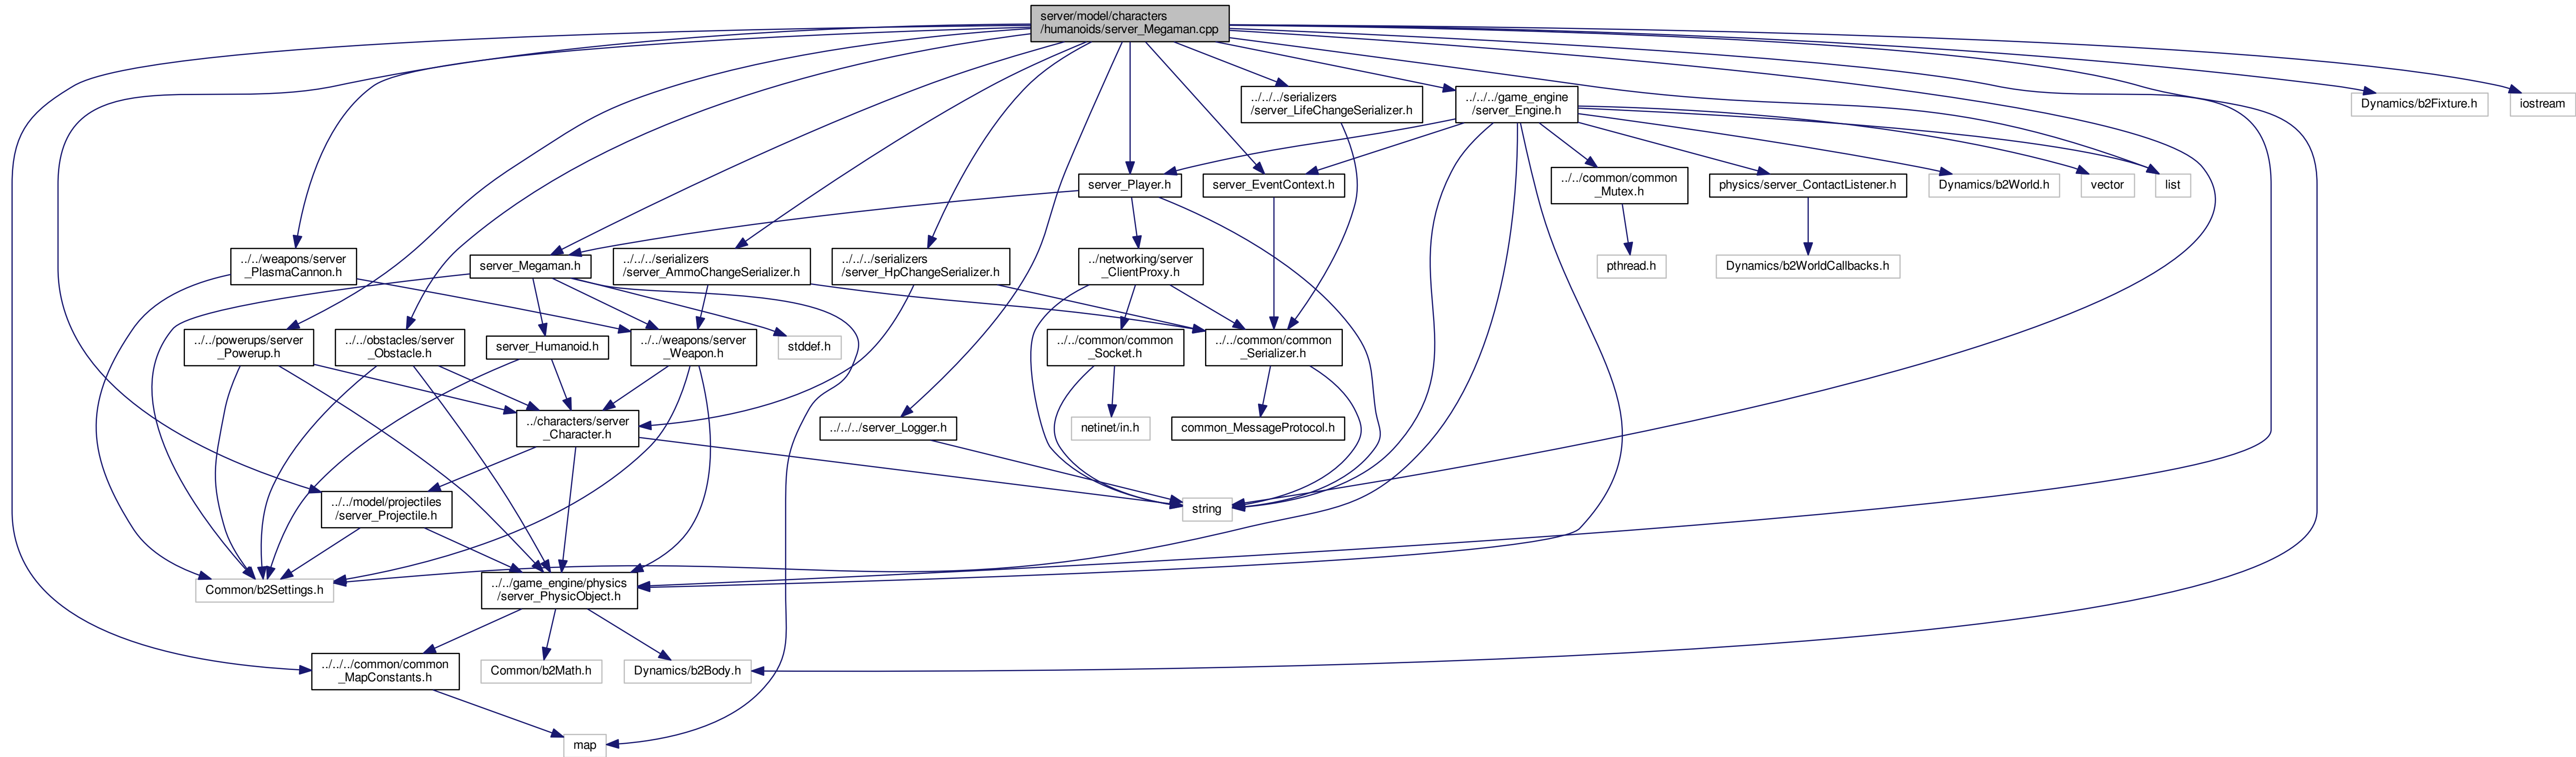 server/model/characters
/humanoids/server_Megaman.cpp
../../../serializers
/server_LifeChangeSerializer.h
../../../game_engine
/server_Engine.h
Dynamics/b2Fixture.h
iostream
server_Player.h
server_EventContext.h
../../common/common
_Mutex.h
physics/server_ContactListener.h
Dynamics/b2World.h
vector
list
../../weapons/server
_PlasmaCannon.h
server_Megaman.h
../../../serializers
/server_AmmoChangeSerializer.h
../../../serializers
/server_HpChangeSerializer.h
../networking/server
_ClientProxy.h
pthread.h
Dynamics/b2WorldCallbacks.h
../../powerups/server
_Powerup.h
../../obstacles/server
_Obstacle.h
server_Humanoid.h
../../weapons/server
_Weapon.h
stddef.h
../../common/common
_Socket.h
../../common/common
_Serializer.h
../characters/server
_Character.h
../../../server_Logger.h
netinet/in.h
common_MessageProtocol.h
../../model/projectiles
/server_Projectile.h
string
Common/b2Settings.h
../../game_engine/physics
/server_PhysicObject.h
../../../common/common
_MapConstants.h
Common/b2Math.h
Dynamics/b2Body.h
map